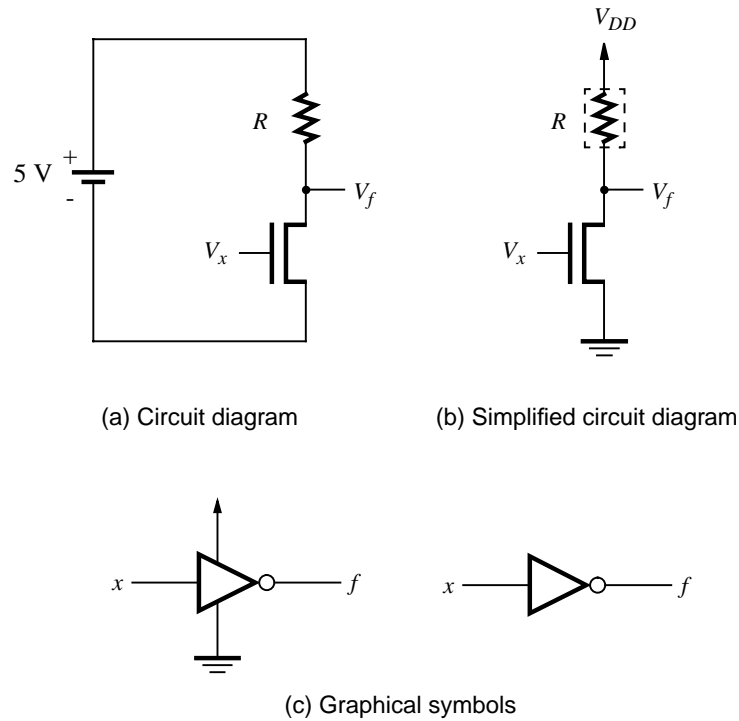 V_DD
R
R
5 V
+
-
V_f
V_f
V_x
V_x
(a) Circuit diagram
(b) Simplified circuit diagram
x
f
x
f
(c) Graphical symbols